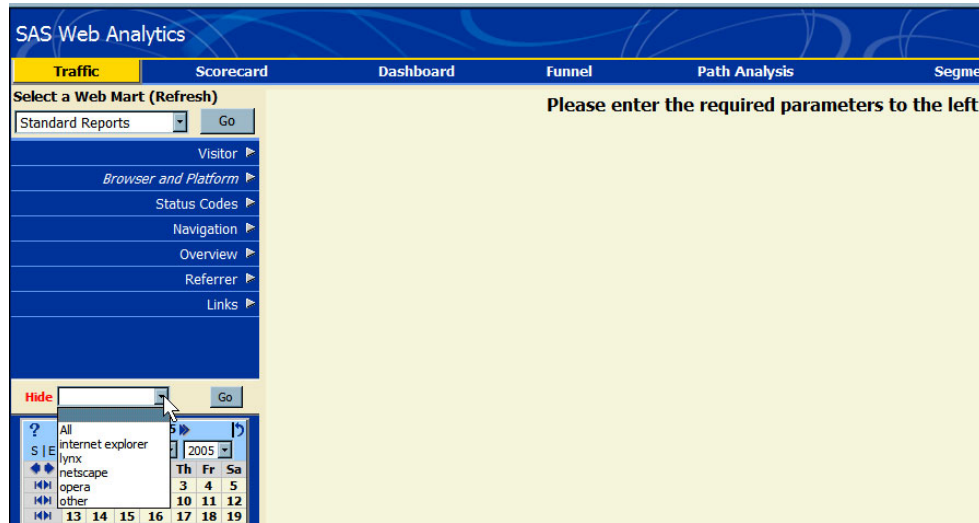 SAS Web Analytics
Traffic Scorecard Dashboard Funnel Path Analysis Segme
Select a Web Mart (Refresh)
Please enter the required parameters to the left
Standard Reports Go
Visitor
Browser and Platform
Status Codes
Navigation
Overview
Referrer
Links
Hide Go
? 5
All
S | E 2005
internet explorer
lynx
Th Fr Sa
netscape
3 4 5
opera
10 11 12
other
13 14 15 16 17 18 19